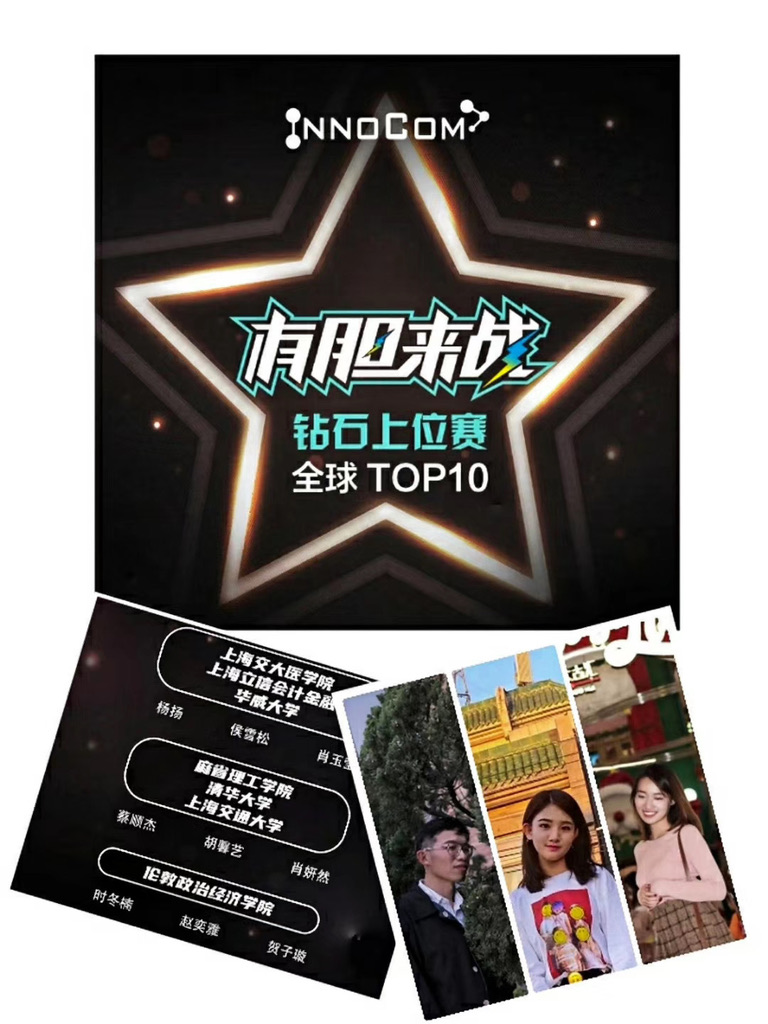 INNOCOM
有胆来战
钻石上位赛
全球 TOP10
上海交大医学院
上海立信会计金融
华威大学
杨扬 侯雪松 肖玉
麻省理工学院
清华大学
上海交通大学
蔡顺杰 胡馨艺 肖妍然
伦敦政治经济学院
时冬楠 赵奕雅 贺子璇